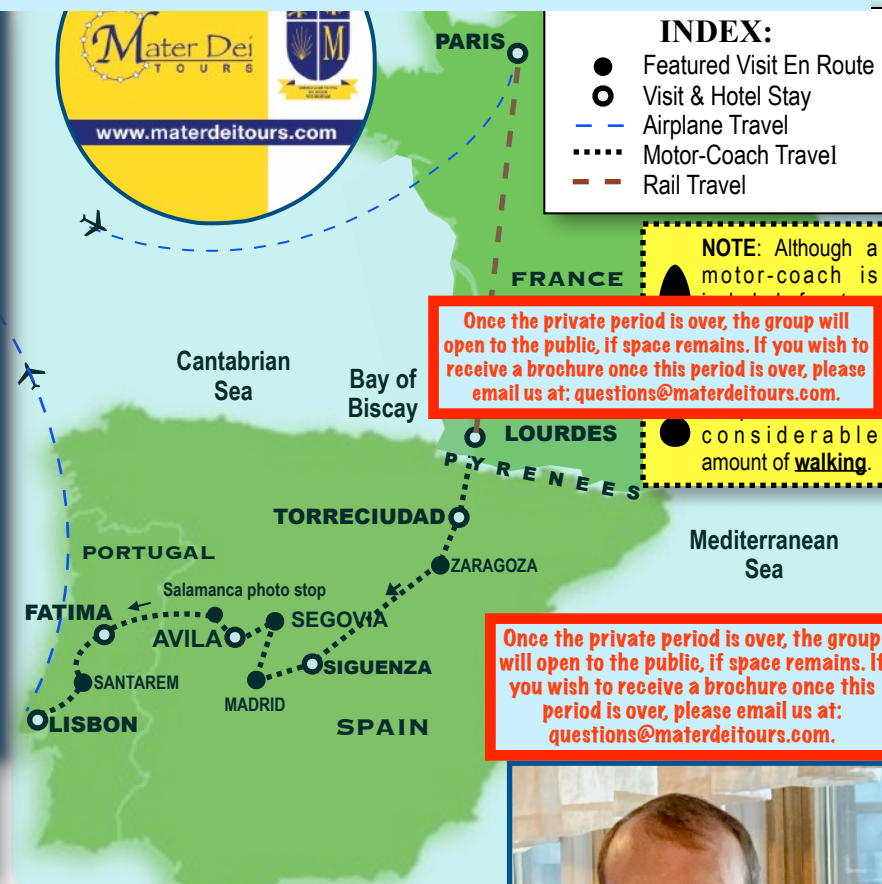 Mater Dei
TOURS
www.materdeitours.com
M
PARIS
INDEX:
Featured Visit En Route
Visit & Hotel Stay
Airplane Travel
Motor-Coach Travel
Rail Travel
NOTE: Although a
motor-coach is
FRANCE
Once the private period is over, the group will
open to the public, if space remains. If you wish to
receive a brochure once this period is over, please
email us at: questions@materdeitours.com.
considerable
amount of walking.
Cantabrian
Sea
Bay of
Biscay
LOURDES
PYRENEES
TORRECIUDAD
ZARAGOZA
Mediterranean
Sea
PORTUGAL
Salamanca photo stop
FATIMA
AVILA
SEGOVIA
SIGUENZA
SANTAREM
MADRID
LISBON
SPAIN
Once the private period is over, the group
will open to the public, if space remains. If
you wish to receive a brochure once this
period is over, please email us at:
questions@materdeitours.com.